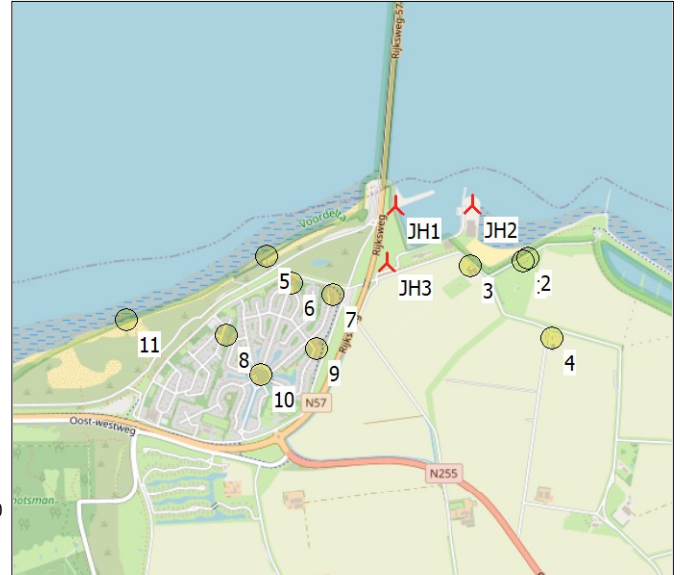 Rijksweg-57
Voordelta
Rijksweg
JH1
JH2
JH3
5
6
7
3
:2
4
11
8
9
10
N57
Oost-westweg
N255